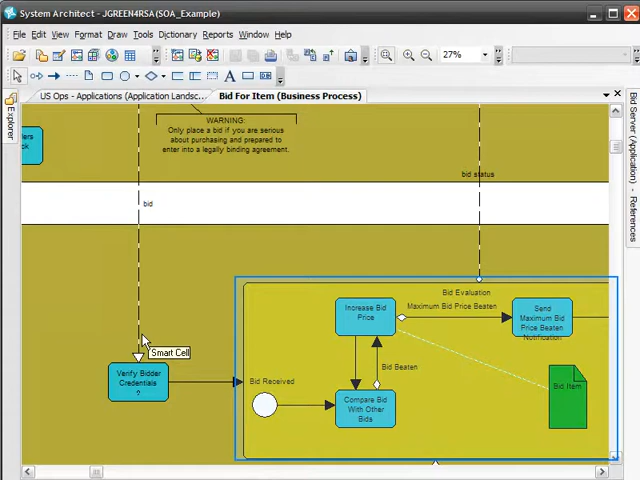 System Architect - JGREEN4RSA(SOA_Example)
File Edit View Format Draw Tools Dictionary Reports Window Help
27%
US Ops - Applications (Application Landsc...
Bid For Item (Business Process)
Explorer
Bid Server (Application) - References
WARNING:
Only place a bid if you are serious
about purchasing and prepared to
enter into a legally binding agreement.
bid status
bid
Bid Evaluation
Increase Bid
Price
Maximum Bid Price Beaten
Send
Maximum Bid
Price Beaten
Notification
Smart Cell
Verify Bidder
Credentials
?
Bid Received
Bid Beaten
Bid Item
Compare Bid
With Other
Bids